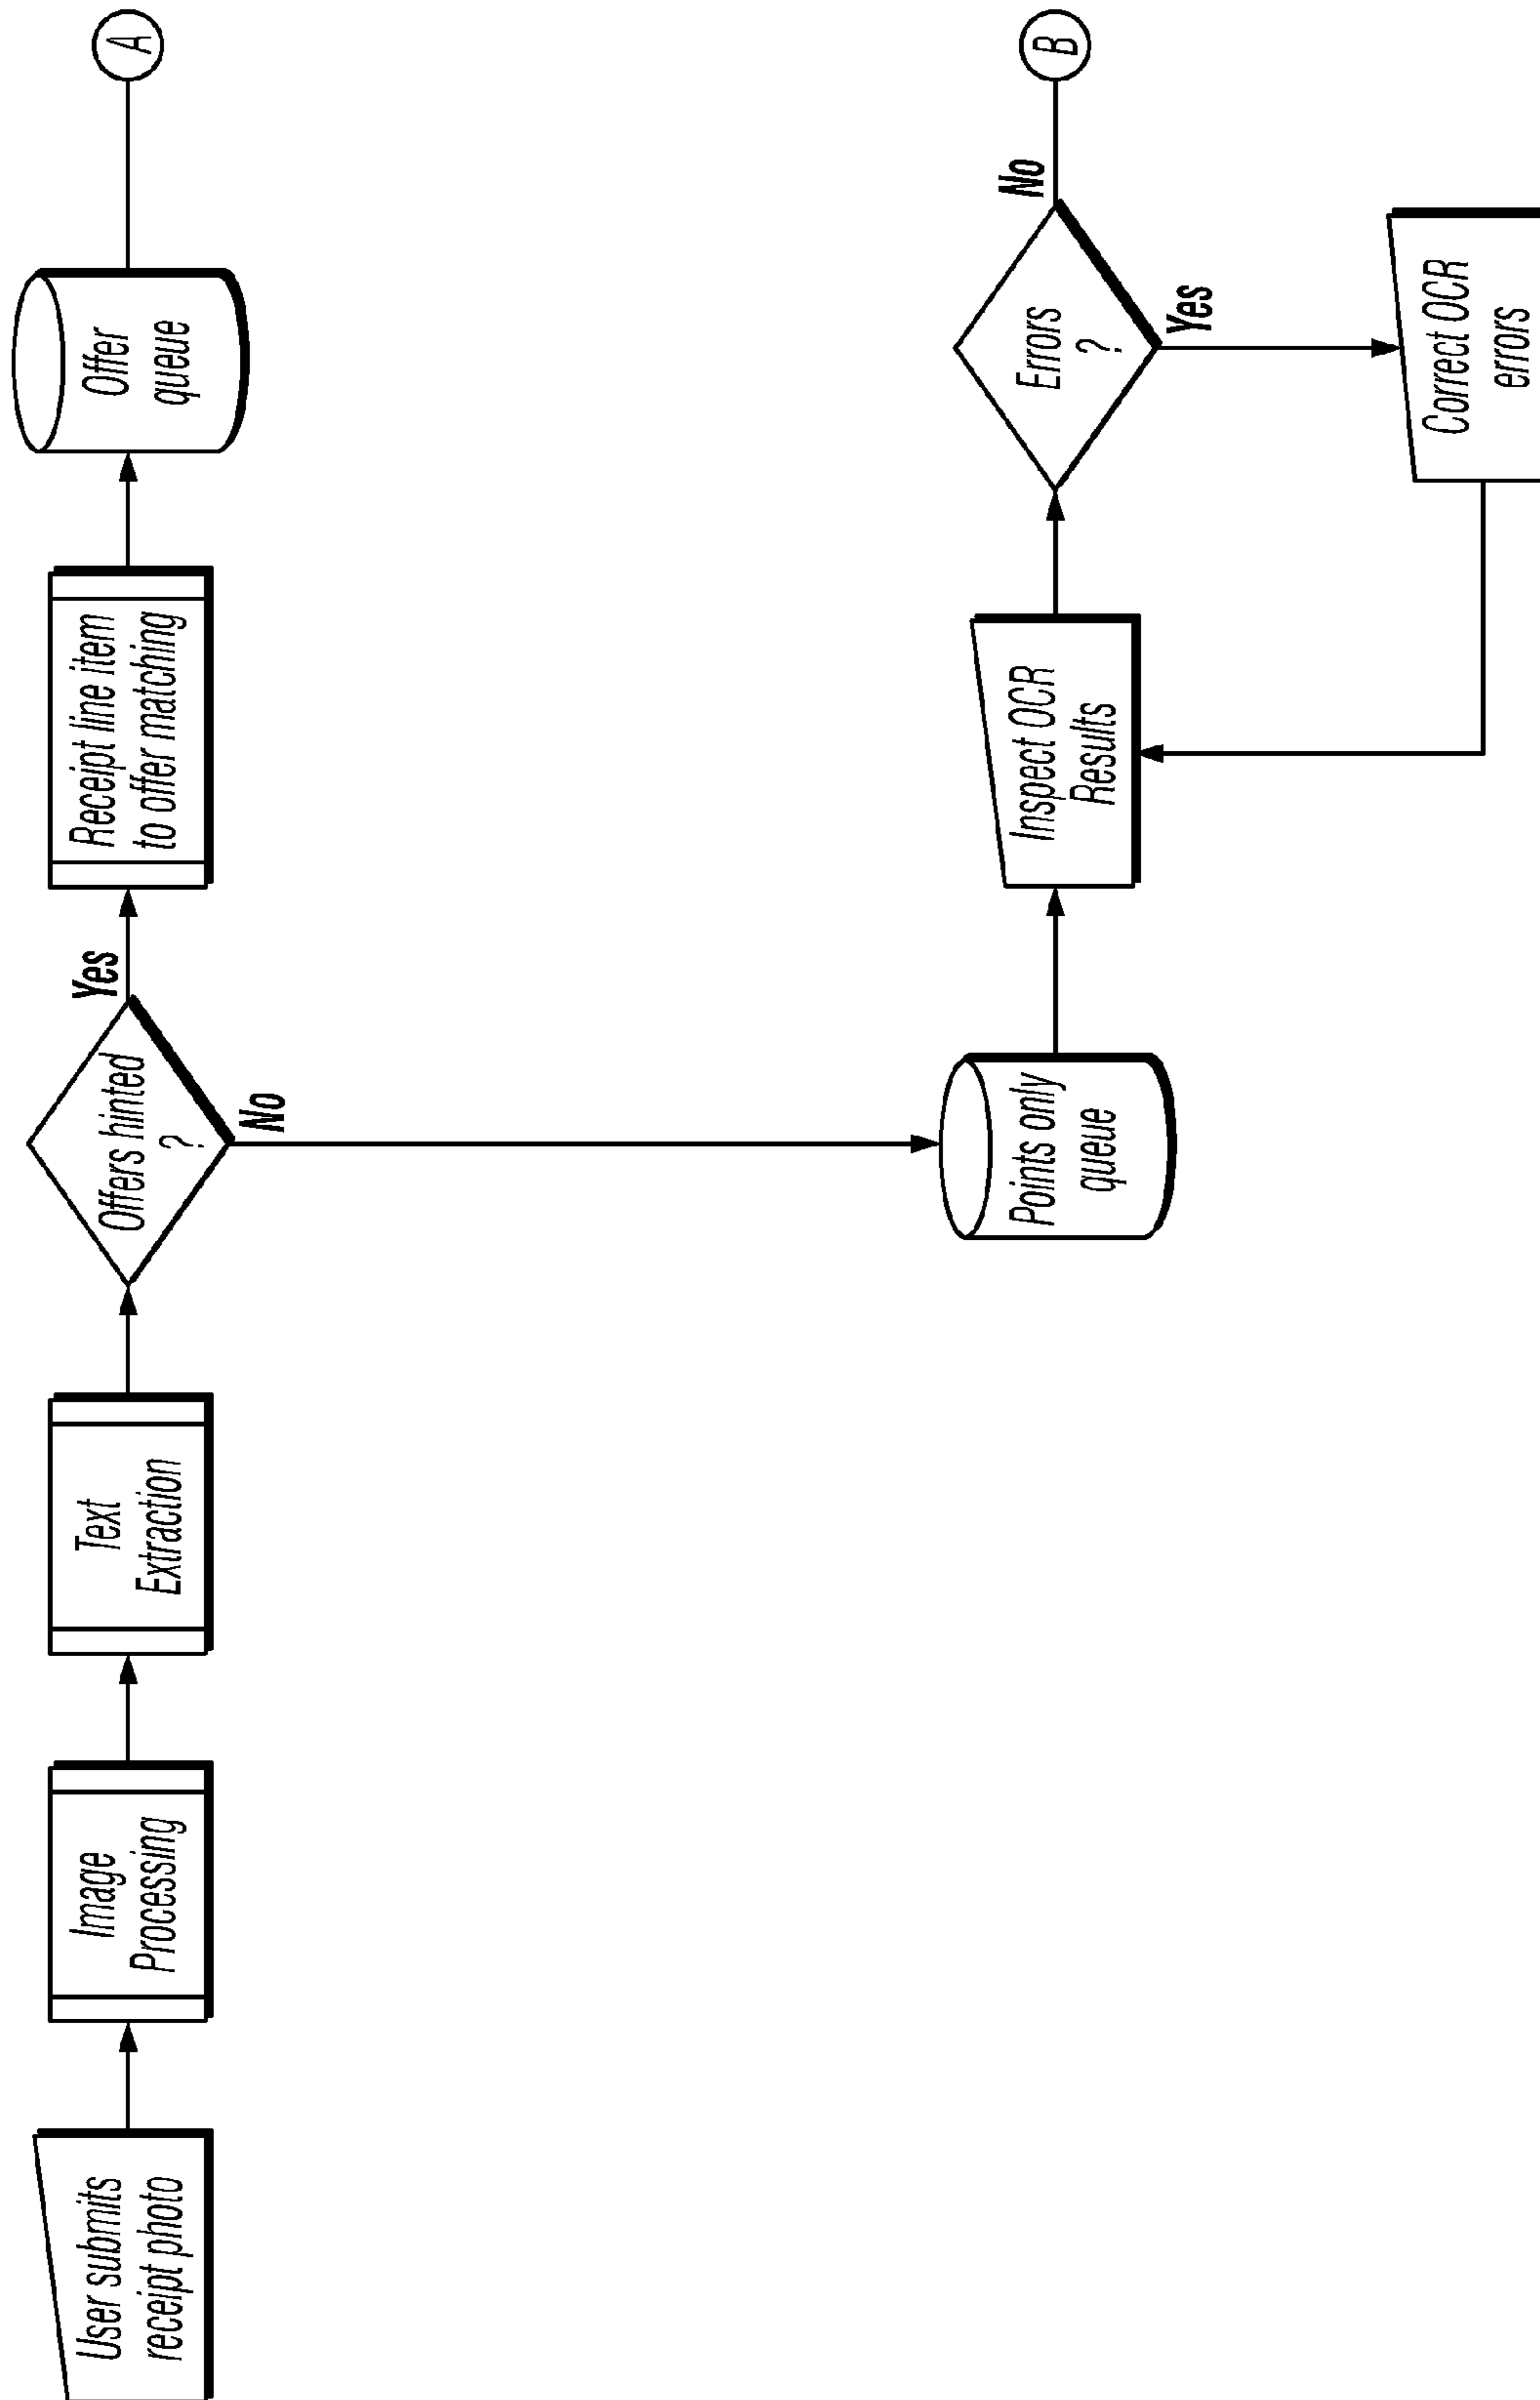 User submits
receipt photo
Image
Processing
Text
Extraction
Offers hinted
?
Yes
No
Receipt line item
to offer matching
Offer
queue
A
Points only
queue
Inspect OCR
Results
Errors
?
No
Yes
B
Correct OCR
errors